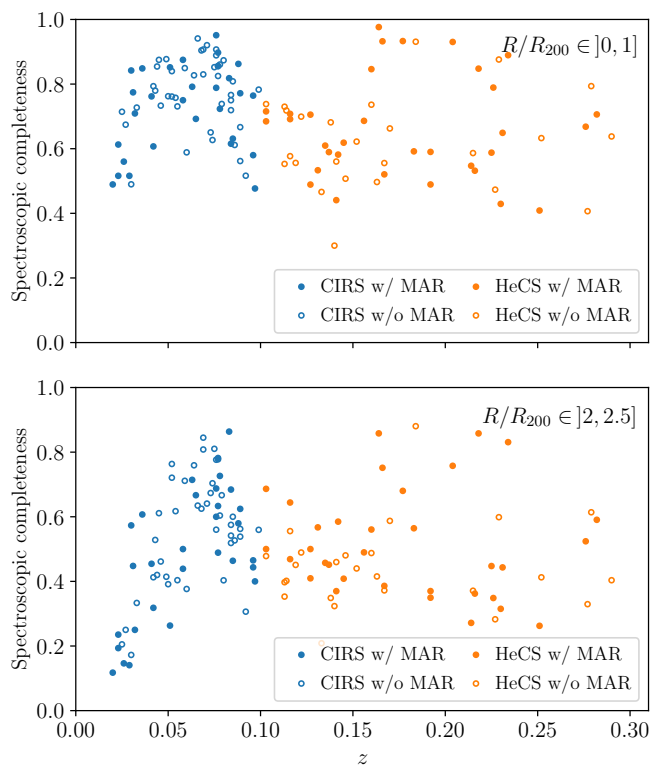 1.0
0.8
0.6
0.4
0.2
0.0
Spectroscopic completeness
R/R200 ∈ ]0, 1]
CIRS w/ MAR
HeCS w/ MAR
CIRS w/o MAR
HeCS w/o MAR
1.0
0.8
0.6
0.4
0.2
0.0
Spectroscopic completeness
R/R200 ∈ ]2, 2.5]
CIRS w/ MAR
HeCS w/ MAR
CIRS w/o MAR
HeCS w/o MAR
0.00 0.05 0.10 0.15 0.20 0.25 0.30
z